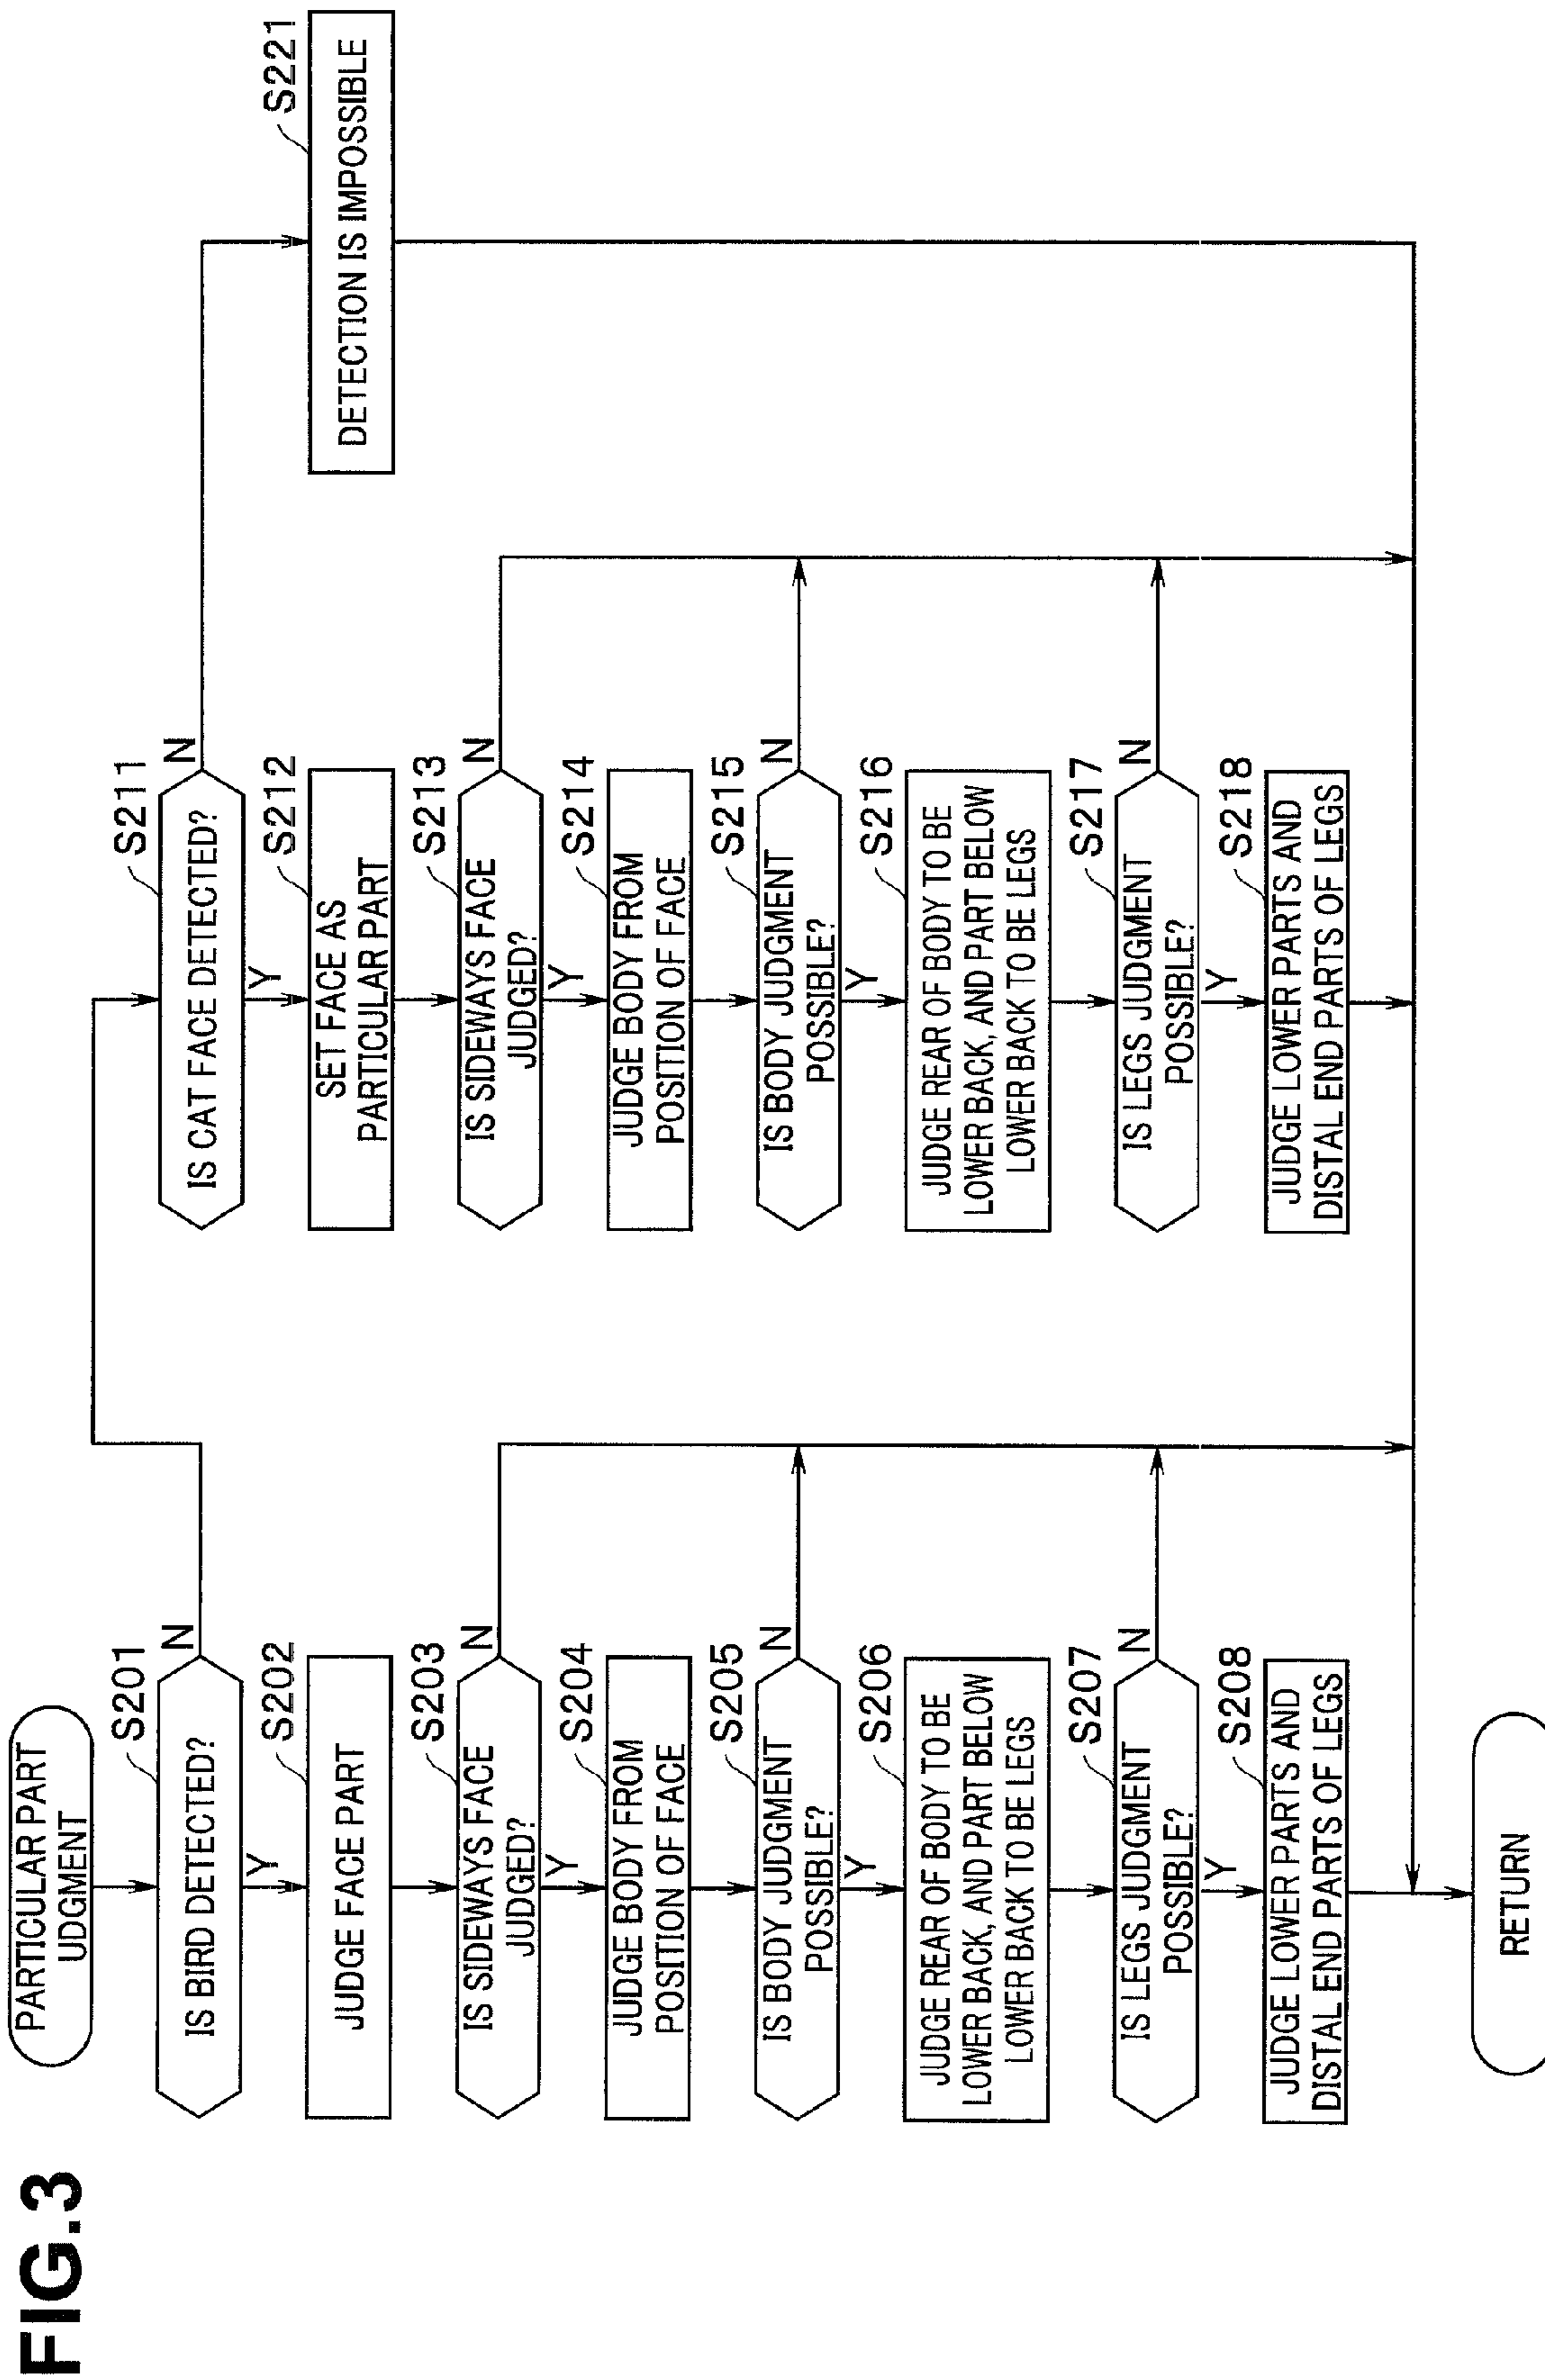 FIG.3
PARTICULAR PART
UDGMENT
S201
IS BIRD DETECTED?
N
Y
S202
JUDGE FACE PART
S203
IS SIDEWAYS FACE
JUDGED?
N
Y
S204
JUDGE BODY FROM
POSITION OF FACE
S205
IS BODY JUDGMENT
POSSIBLE?
N
Y
S206
JUDGE REAR OF BODY TO BE
LOWER BACK, AND PART BELOW
LOWER BACK TO BE LEGS
S207
IS LEGS JUDGMENT
POSSIBLE?
N
Y
S208
JUDGE LOWER PARTS AND
DISTAL END PARTS OF LEGS
RETURN
S211
IS CAT FACE DETECTED?
N
Y
S212
SET FACE AS
PARTICULAR PART
S213
IS SIDEWAYS FACE
JUDGED?
N
Y
S214
JUDGE BODY FROM
POSITION OF FACE
S215
IS BODY JUDGMENT
POSSIBLE?
N
Y
S216
JUDGE REAR OF BODY TO BE
LOWER BACK, AND PART BELOW
LOWER BACK TO BE LEGS
S217
IS LEGS JUDGMENT
POSSIBLE?
N
Y
S218
JUDGE LOWER PARTS AND
DISTAL END PARTS OF LEGS
S221
DETECTION IS IMPOSSIBLE